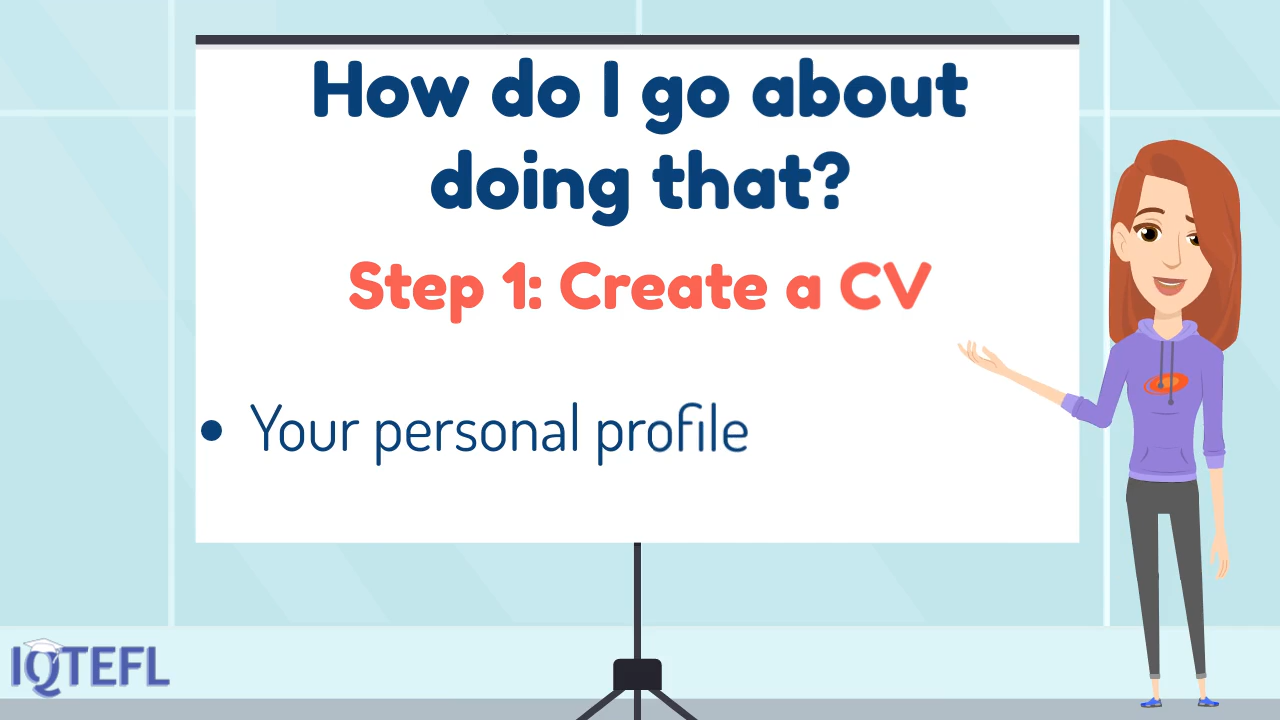 How do I go about
doing that?
Step 1: Create a CV
• Your personal profile
IQTEFL